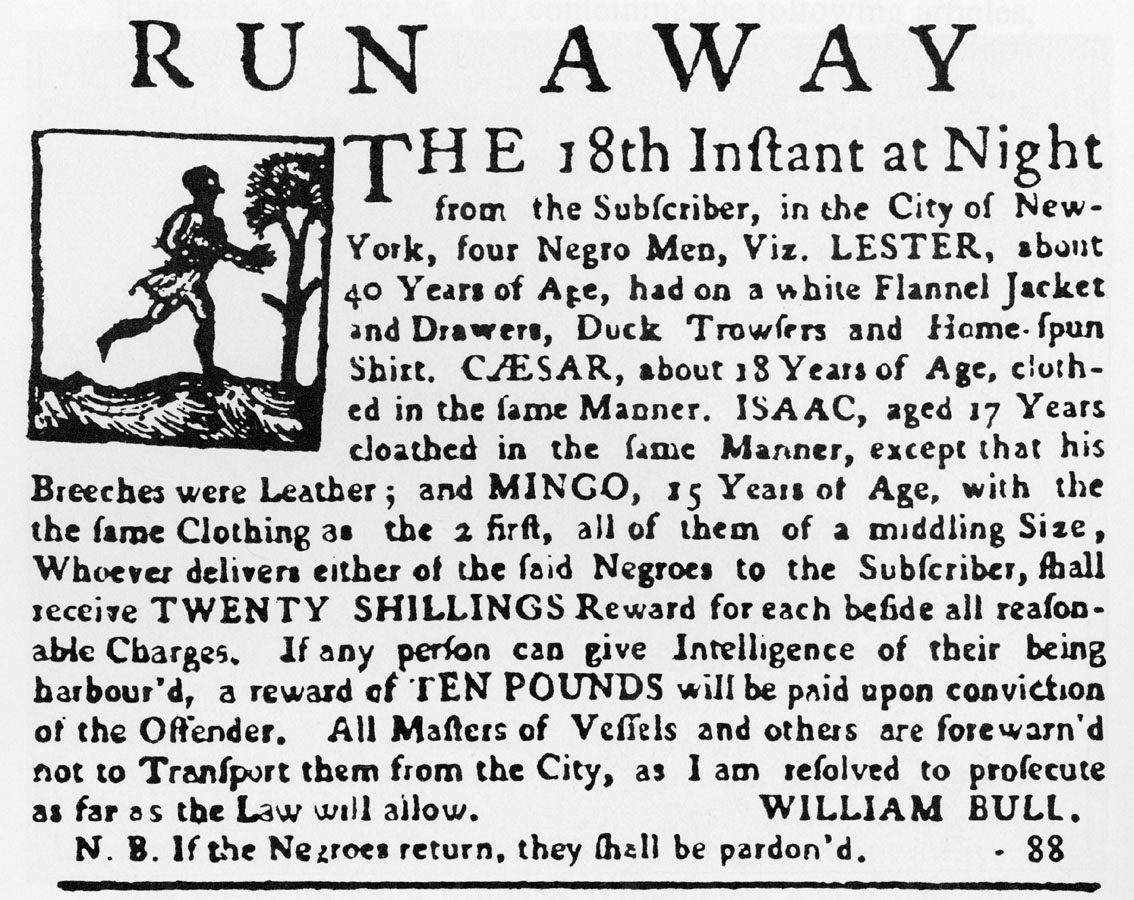 RUN AWAY
THE 18th Inſtant at Night
from the Subſcriber, in the City of New-
York, four Negro Men, Viz. LESTER, about
40 Years of Age, had on a white Flannel Jacket
and Drawers, Duck Trowſers and Home-ſpun
Shirt. CÆSAR, about 18 Years of Age, cloth-
ed in the ſame Manner. ISAAC, aged 17 Years
cloathed in the ſame Manner, except that his
Breeches were Leather; and MINGO, 15 Years of Age, with the
the ſame Clothing as the 2 firſt, all of them of a middling Size,
Whoever delivers either of the ſaid Negroes to the Subſcriber, ſhall
receive TWENTY SHILLINGS Reward for each beſide all reaſon-
able Charges. If any perſon can give Intelligence of their being
harbour'd, a reward of TEN POUNDS will be paid upon conviction
of the Offender. All Maſters of Veſſels and others are forewarn'd
not to Tranſport them from the City, as I am reſolved to proſecute
as far as the Law will allow. WILLIAM BULL.
N. B. If the Negroes return, they ſhall be pardon'd. - 88